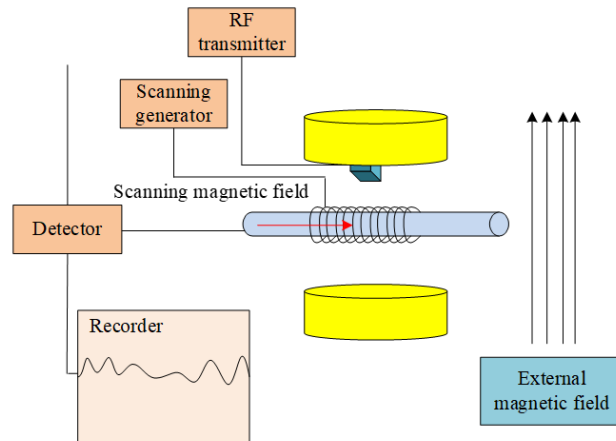 RF
transmitter
Scanning
generator
Scanning magnetic field
Detector
Recorder
External
magnetic field